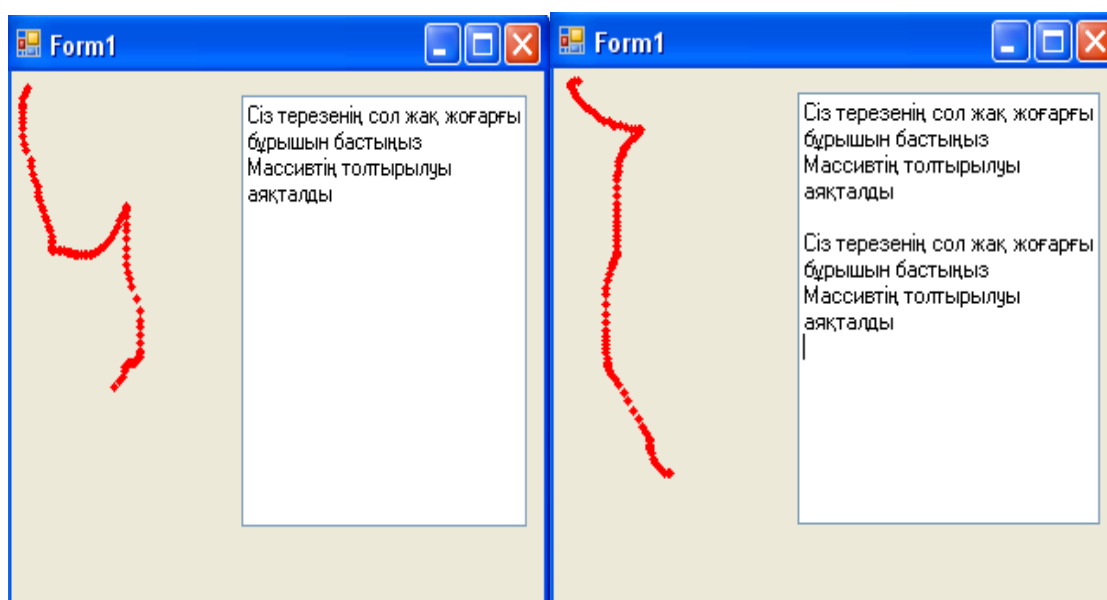 Form1
Сіз терезенің сол жақ жоғарғы
бұрышын бастыңыз
Массивтің толтырылуы
аяқталды
Form1
Сіз терезенің сол жақ жоғарғы
бұрышын бастыңыз
Массивтің толтырылуы
аяқталды
Сіз терезенің сол жақ жоғарғы
бұрышын бастыңыз
Массивтің толтырылуы
аяқталды